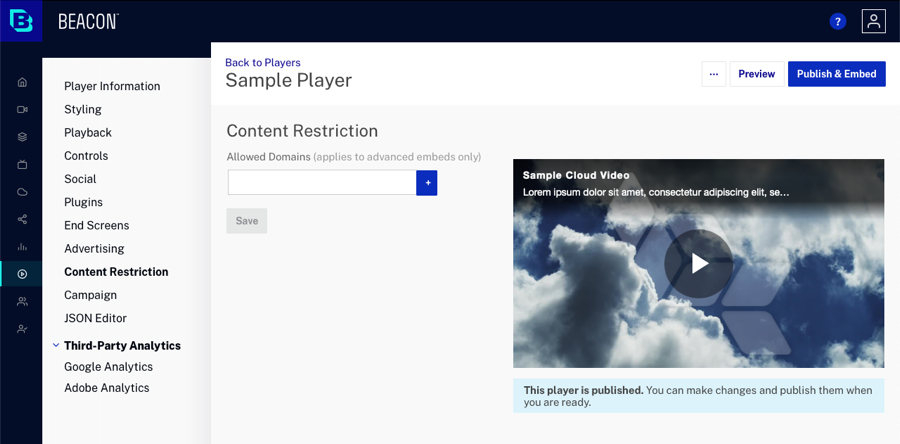 BEACON™
?
Back to Players
Sample Player
...
Preview
Publish & Embed
Player Information
Styling
Playback
Controls
Social
Plugins
End Screens
Advertising
Content Restriction
Campaign
JSON Editor
Third-Party Analytics
Google Analytics
Adobe Analytics
Content Restriction
Allowed Domains (applies to advanced embeds only)
+
Save
Sample Cloud Video
Lorem ipsum dolor sit amet, consectetur adipiscing elit, se...
This player is published. You can make changes and publish them when
you are ready.